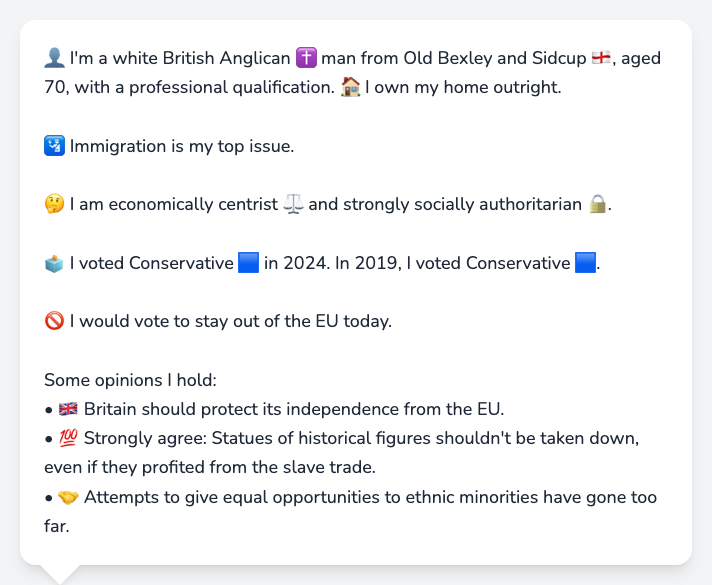 👤 I'm a white British Anglican ✝️ man from Old Bexley and Sidcup 🏴󠁧󠁢󠁥󠁮󠁧󠁿, aged
70, with a professional qualification. 🏠 I own my home outright.
🛂 Immigration is my top issue.
🤔 I am economically centrist ⚖️ and strongly socially authoritarian 🔒.
🗳️ I voted Conservative 🟦 in 2024. In 2019, I voted Conservative 🟦.
🚫 I would vote to stay out of the EU today.
Some opinions I hold:
• 🇬🇧 Britain should protect its independence from the EU.
• 💯 Strongly agree: Statues of historical figures shouldn't be taken down,
even if they profited from the slave trade.
• 🤝 Attempts to give equal opportunities to ethnic minorities have gone too
far.